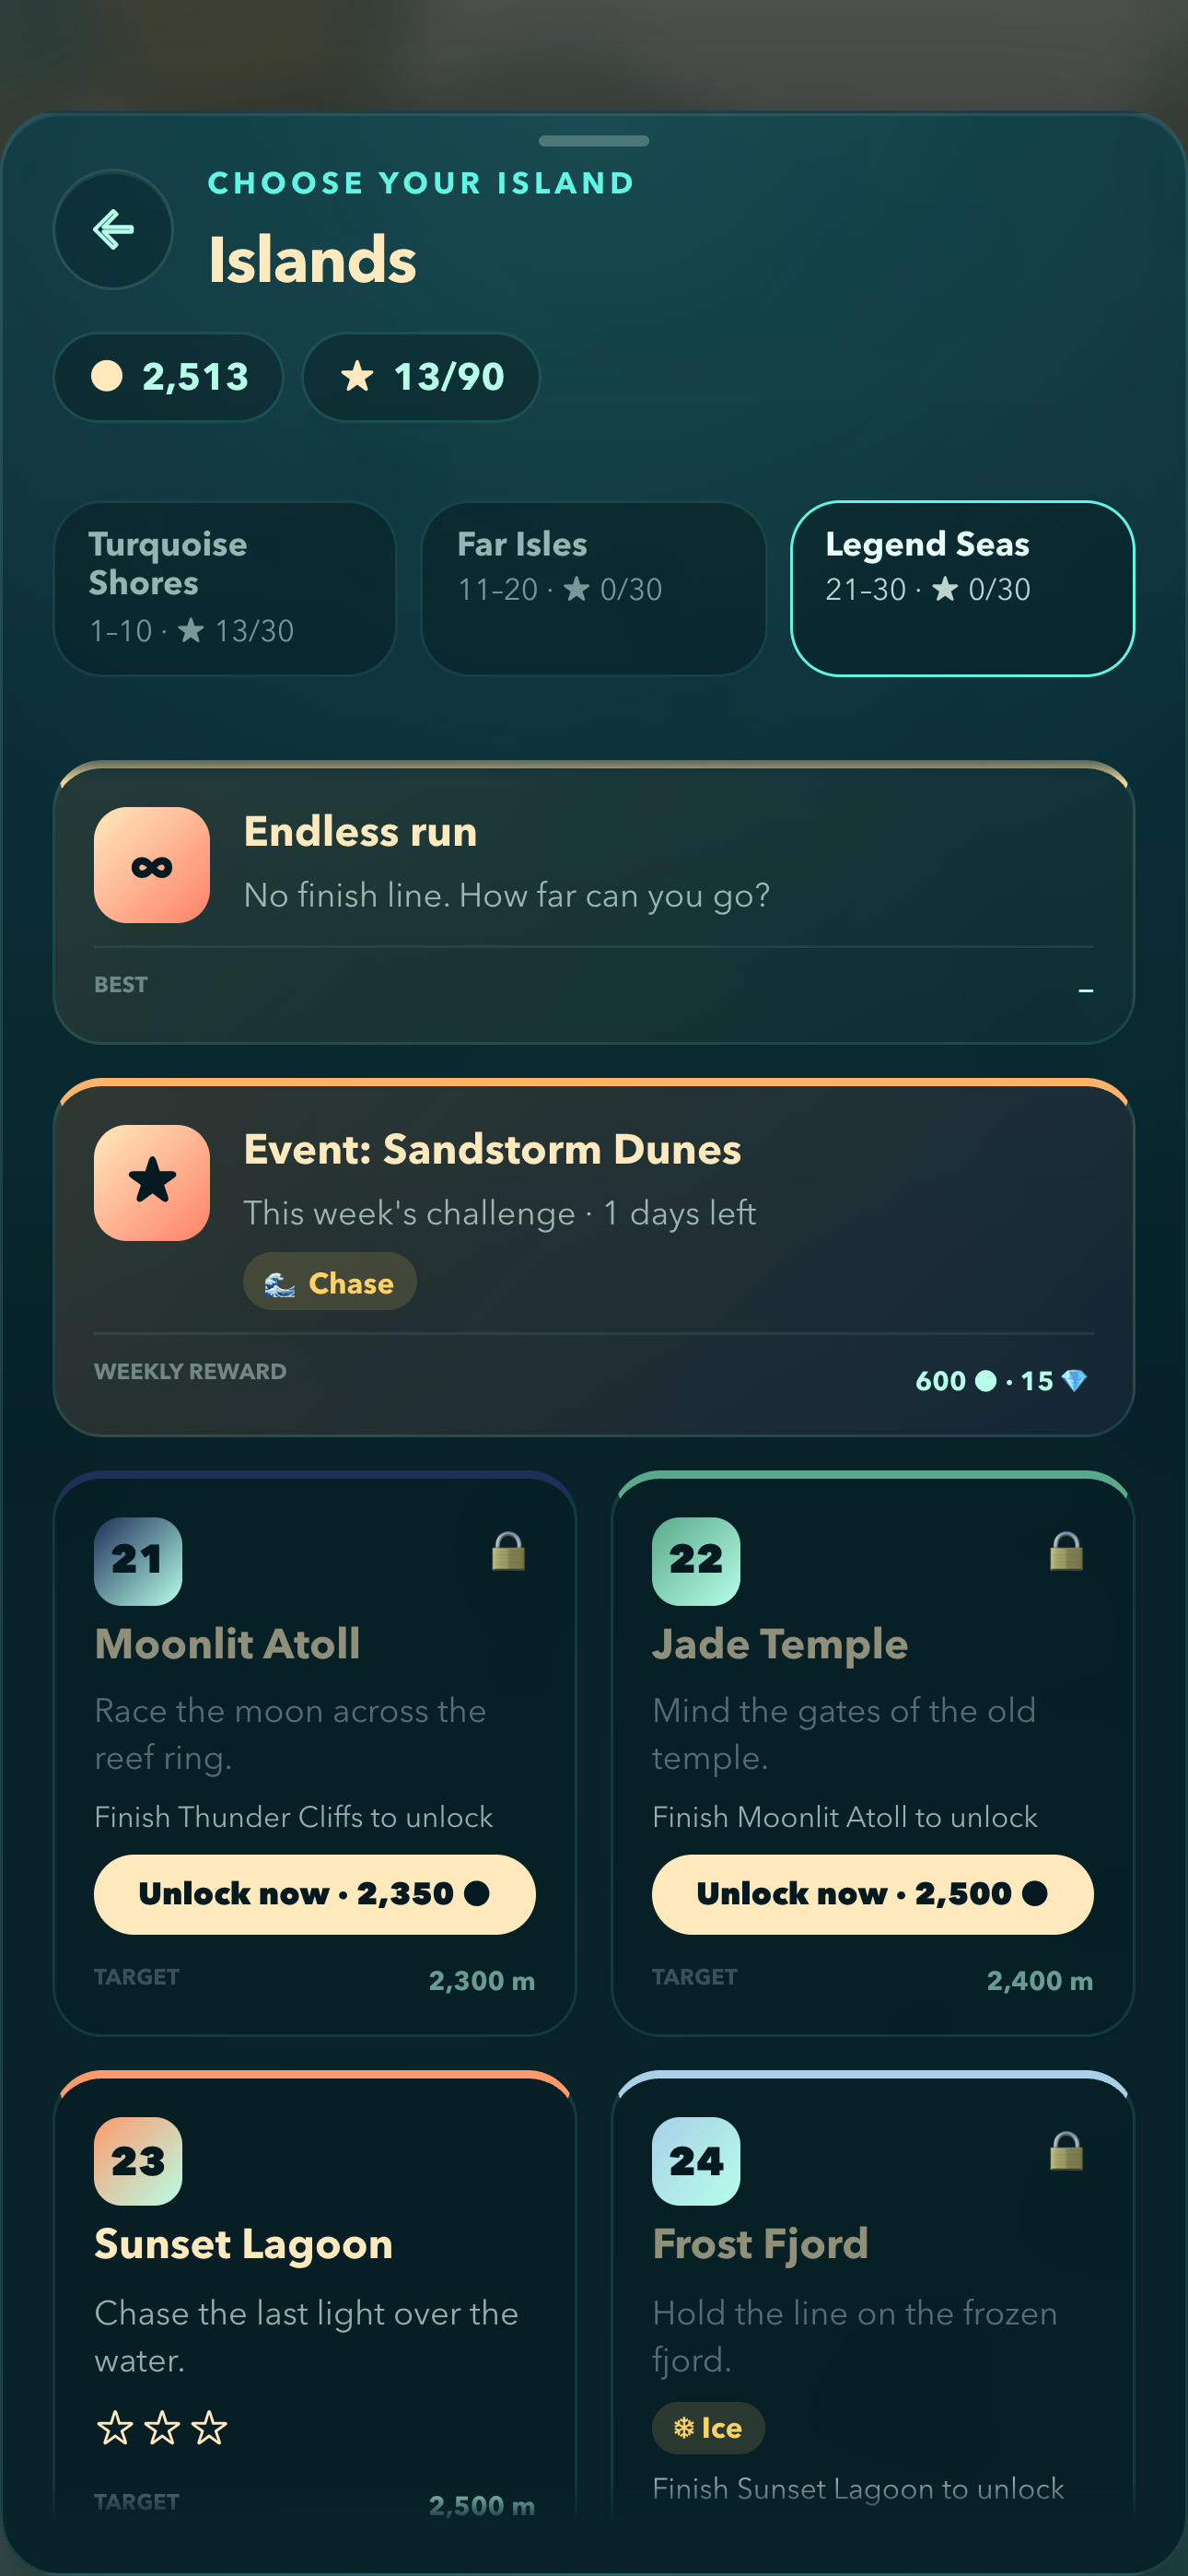 CHOOSE YOUR ISLAND
Islands
2,513
★ 13/90
Turquoise
Shores
1–10 · ★ 13/30
Far Isles
11–20 · ★ 0/30
Legend Seas
21–30 · ★ 0/30
∞
Endless run
No finish line. How far can you go?
BEST
–
Event: Sandstorm Dunes
This week's challenge · 1 days left
🌊 Chase
WEEKLY REWARD
600 ● · 15 💎
21
Moonlit Atoll
Race the moon across the
reef ring.
Finish Thunder Cliffs to unlock
Unlock now · 2,350 ●
TARGET
2,300 m
22
Jade Temple
Mind the gates of the old
temple.
Finish Moonlit Atoll to unlock
Unlock now · 2,500 ●
TARGET
2,400 m
23
Sunset Lagoon
Chase the last light over the
water.
☆☆☆
TARGET
2,500 m
24
Frost Fjord
Hold the line on the frozen
fjord.
❄ Ice
Finish Sunset Lagoon to unlock